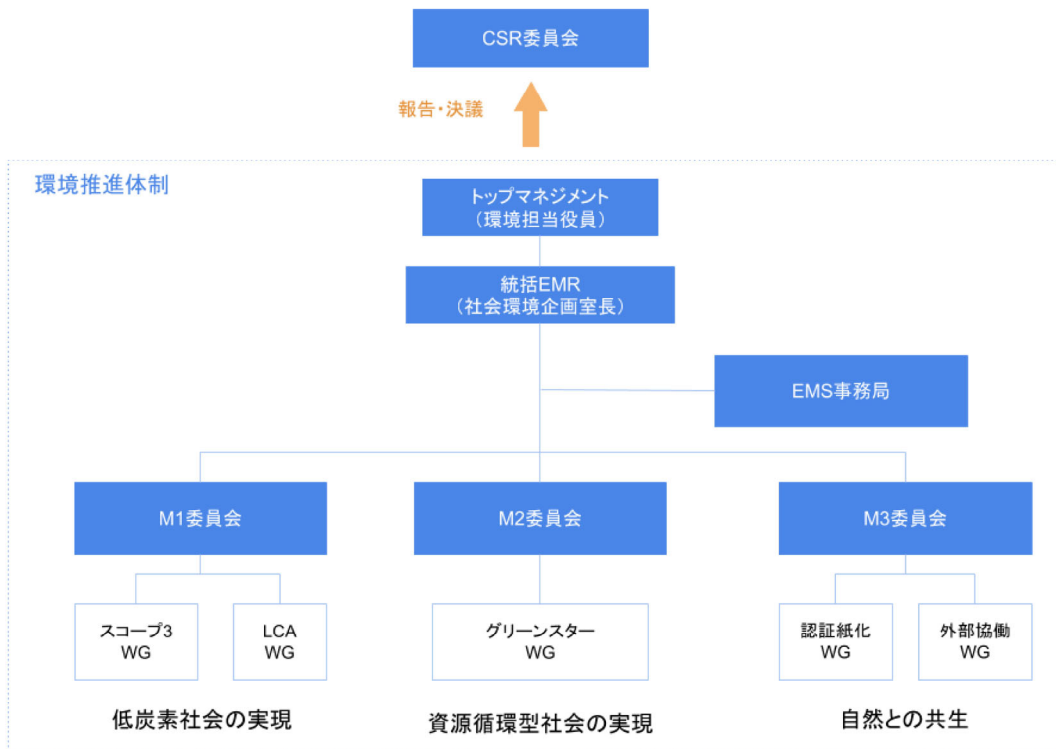 CSR委員会
報告・決議
環境推進体制
トップマネジメント
（環境担当役員）
統括EMR
（社会環境企画室長）
EMS事務局
M1委員会
M2委員会
M3委員会
スコープ3
WG
LCA
WG
グリーンスター
WG
認証紙化
WG
外部協働
WG
低炭素社会の実現
資源循環型社会の実現
自然との共生